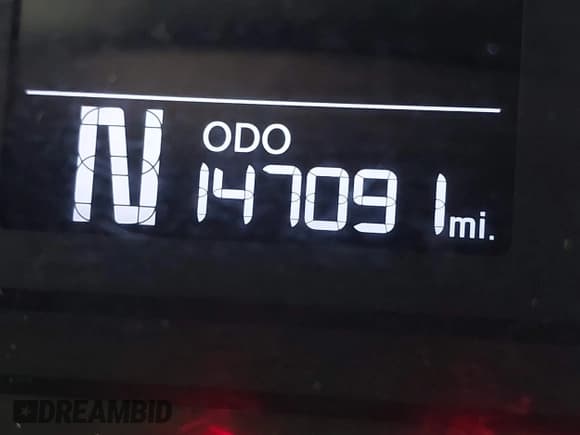 ODO
N 147091 mi.
DREAMBID